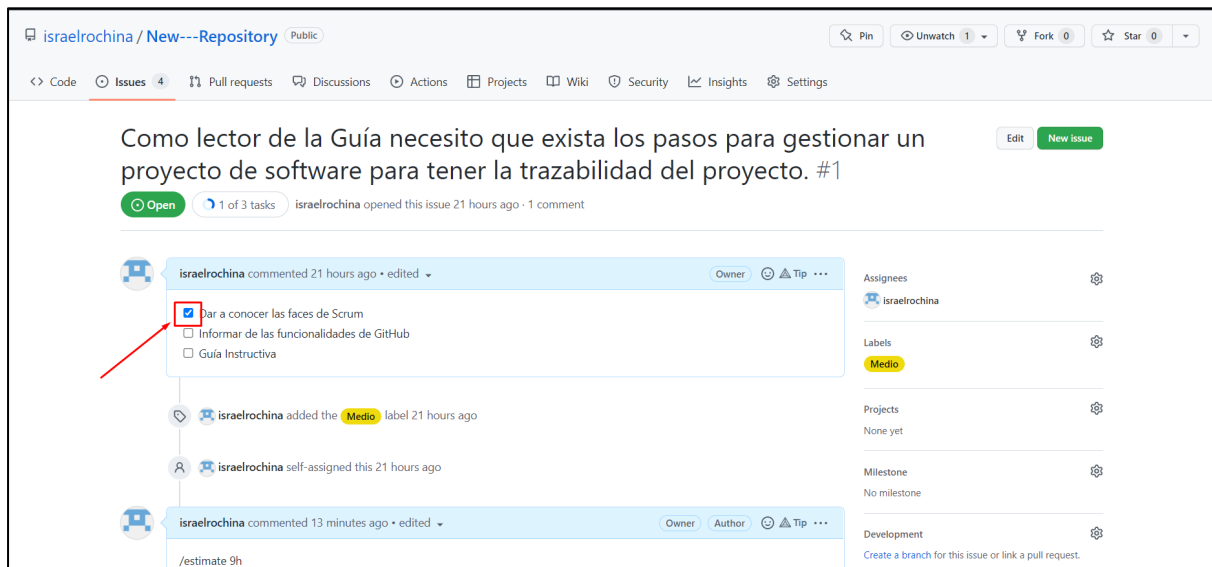 israelrochina / New---Repository Public
Pin Unwatch 1 Fork 0 Star 0
<> Code Issues 4 Pull requests Discussions Actions Projects Wiki Security Insights Settings
Como lector de la Guía necesito que exista los pasos para gestionar un
proyecto de software para tener la trazabilidad del proyecto. #1
Edit New issue
Open 1 of 3 tasks israelrochina opened this issue 21 hours ago · 1 comment
israelrochina commented 21 hours ago • edited Owner Tip ···
Dar a conocer las faces de Scrum
Informar de las funcionalidades de GitHub
Guía Instructiva
israelrochina added the Medio label 21 hours ago
israelrochina self-assigned this 21 hours ago
israelrochina commented 13 minutes ago • edited Owner Author Tip ···
/estimate 9h
Assignees
israelrochina
Labels
Medio
Projects
None yet
Milestone
No milestone
Development
Create a branch for this issue or link a pull request.